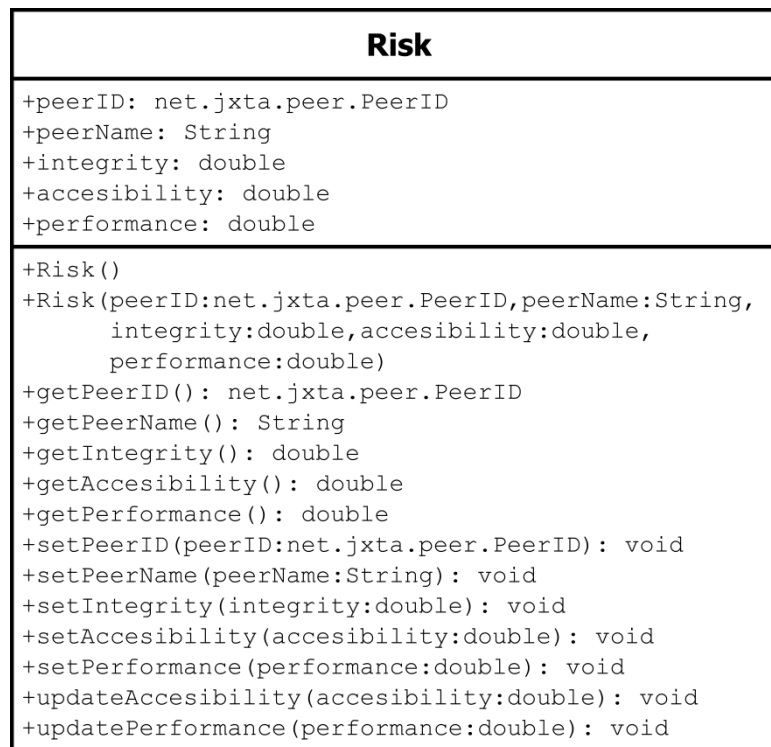 Risk
+peerID: net.jxta.peer.PeerID
+peerName: String
+integrity: double
+accesibility: double
+performance: double
+Risk()
+Risk(peerID:net.jxta.peer.PeerID,peerName:String,
integrity:double,accesibility:double,
performance:double)
+getPeerID(): net.jxta.peer.PeerID
+getPeerName(): String
+getIntegrity(): double
+getAccesibility(): double
+getPerformance(): double
+setPeerID(peerID:net.jxta.peer.PeerID): void
+setPeerName(peerName:String): void
+setIntegrity(integrity:double): void
+setAccesibility(accesibility:double): void
+setPerformance(performance:double): void
+updateAccesibility(accesibility:double): void
+updatePerformance(performance:double): void